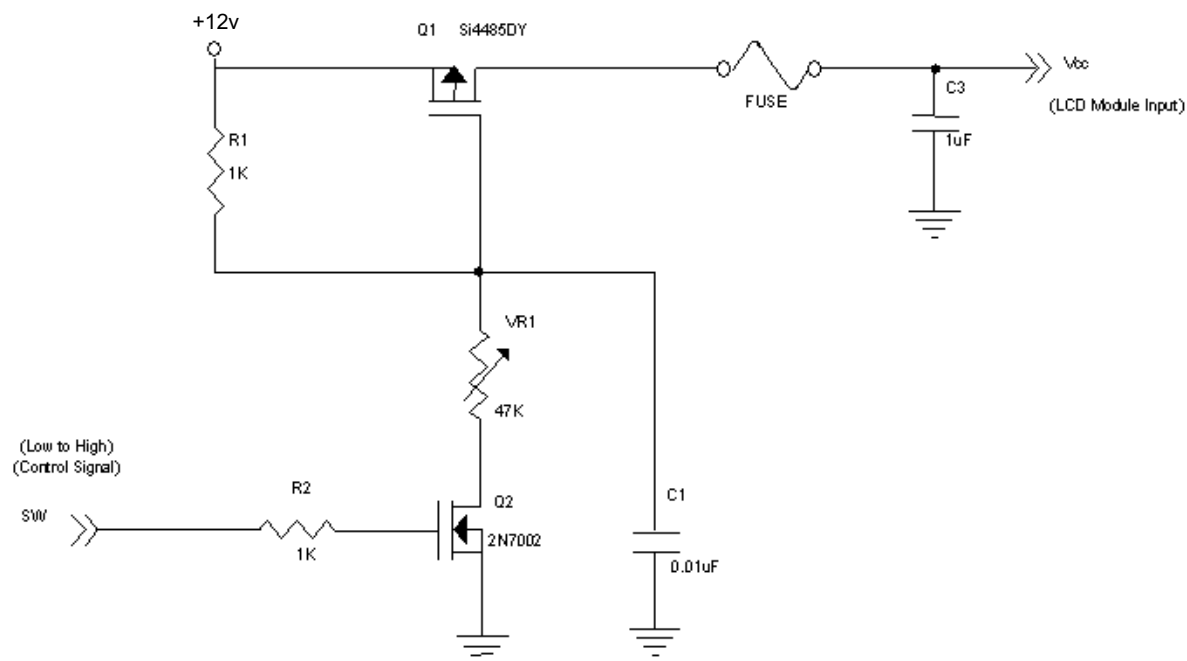 +12v
Q1 Si4485DY
FUSE
C3
1uF
Vcc
(LCD Module Input)
R1
1K
VR1
47K
(Low to High)
(Control Signal)
SW
R2
1K
Q2
2N7002
C1
0.01uF